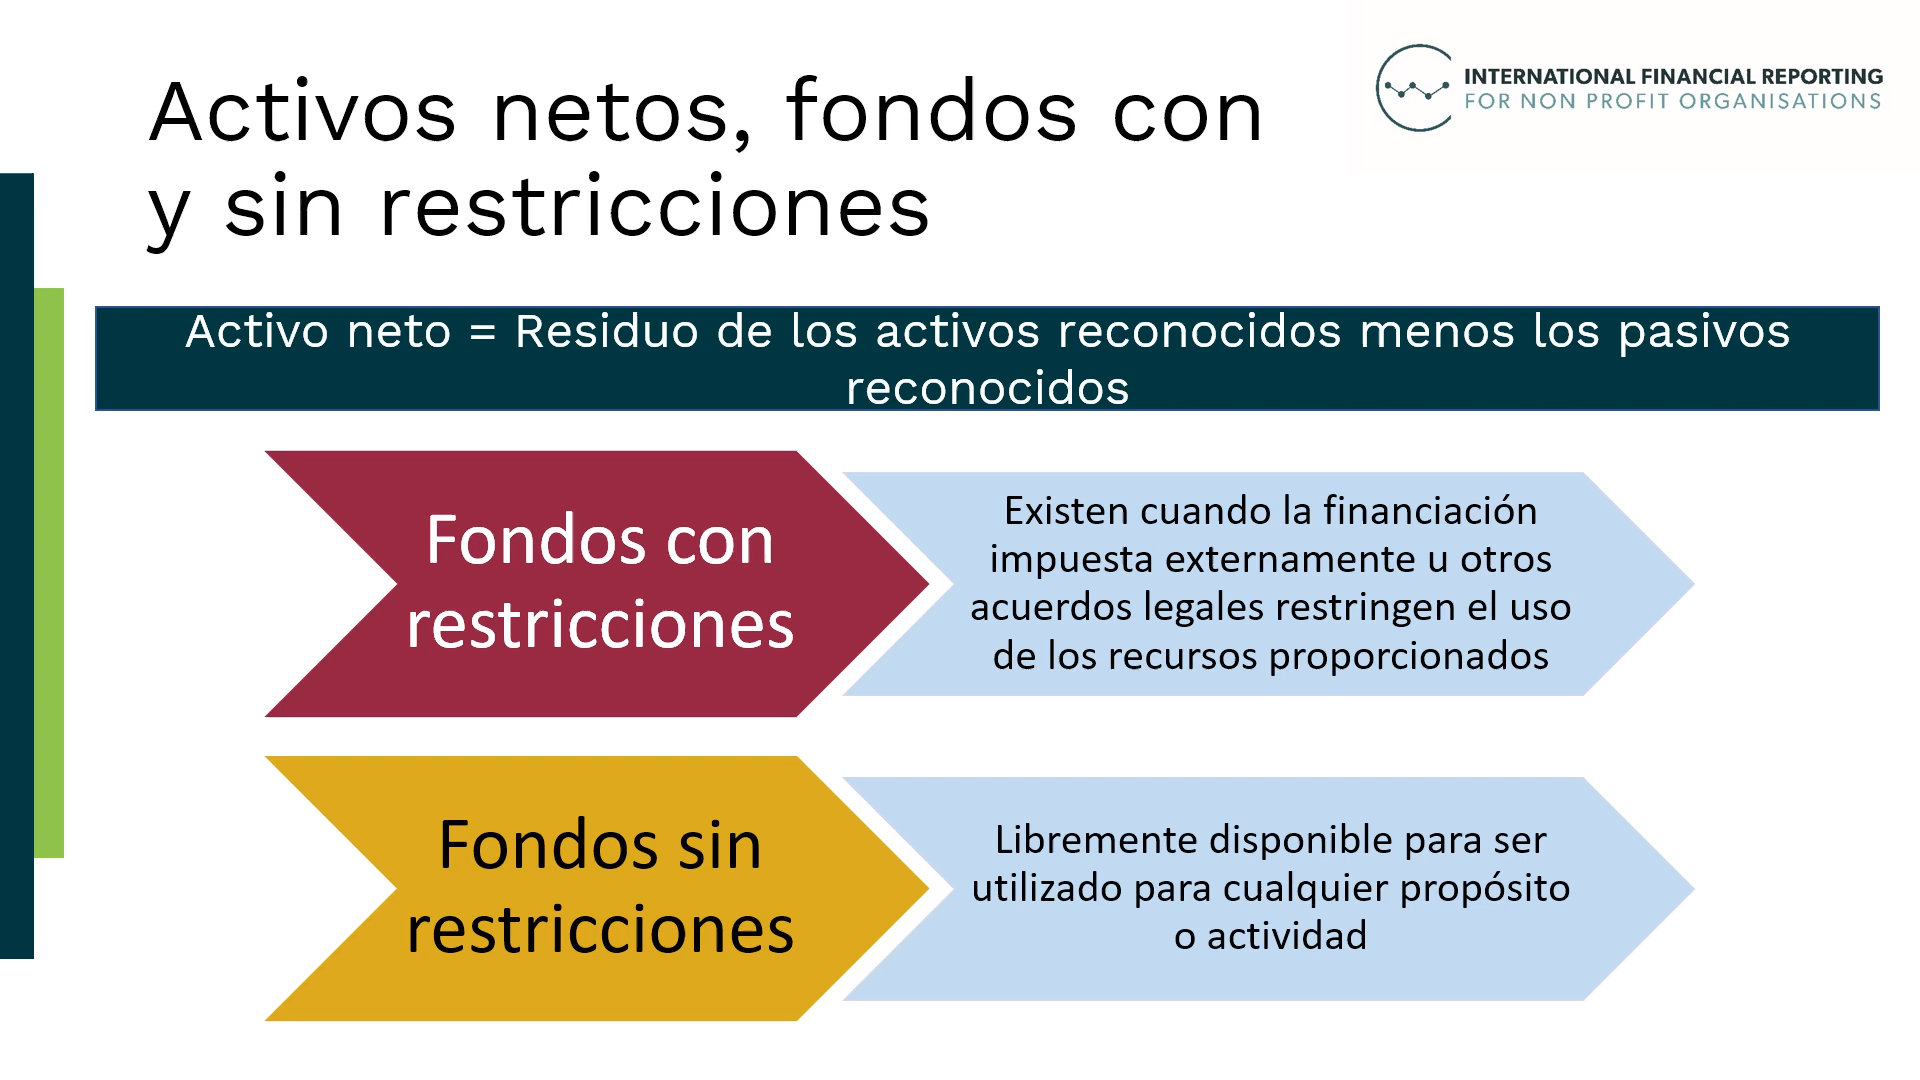 Activos netos, fondos con
y sin restricciones
INTERNATIONAL FINANCIAL REPORTING
FOR NON PROFIT ORGANISATIONS
Activo neto = Residuo de los activos reconocidos menos los pasivos
reconocidos
Fondos con
restricciones
Existen cuando la financiación
impuesta externamente u otros
acuerdos legales restringen el uso
de los recursos proporcionados
Fondos sin
restricciones
Libremente disponible para ser
utilizado para cualquier propósito
o actividad